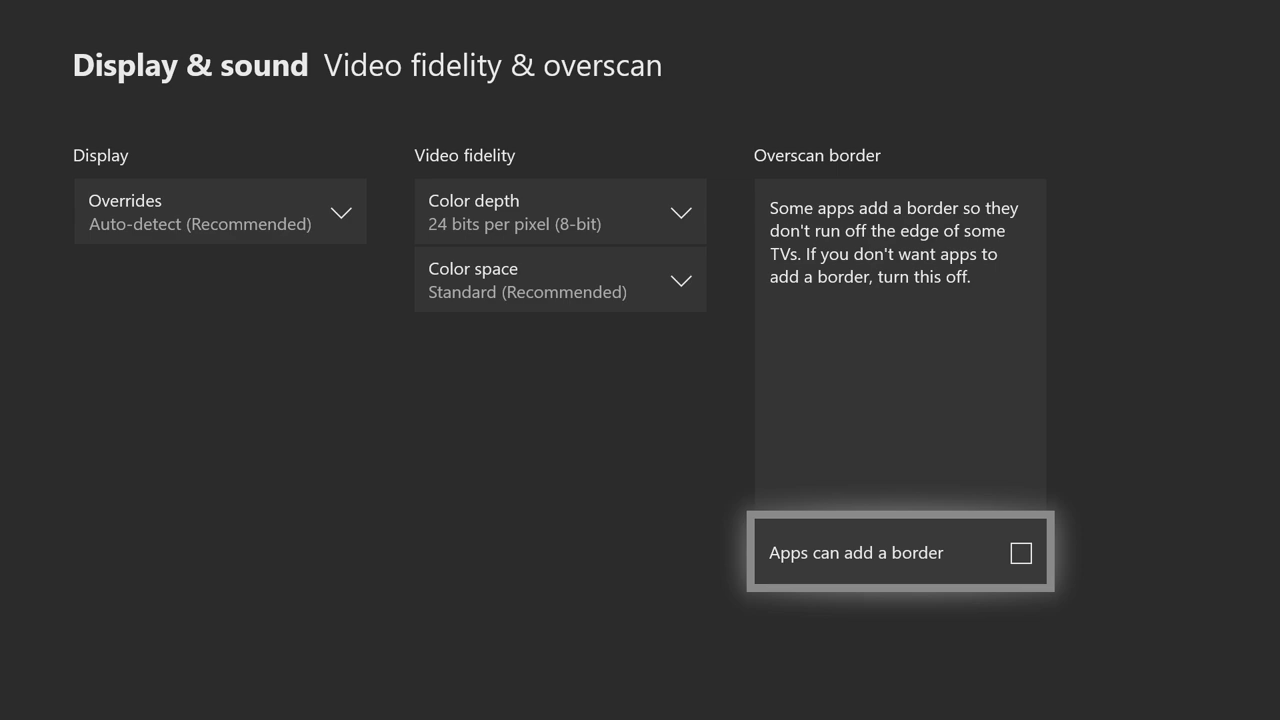 Display & sound Video fidelity & overscan
Display
Overrides
Auto-detect (Recommended)
Video fidelity
Color depth
24 bits per pixel (8-bit)
Color space
Standard (Recommended)
Overscan border
Some apps add a border so they
don't run off the edge of some
TVs. If you don't want apps to
add a border, turn this off.
Apps can add a border